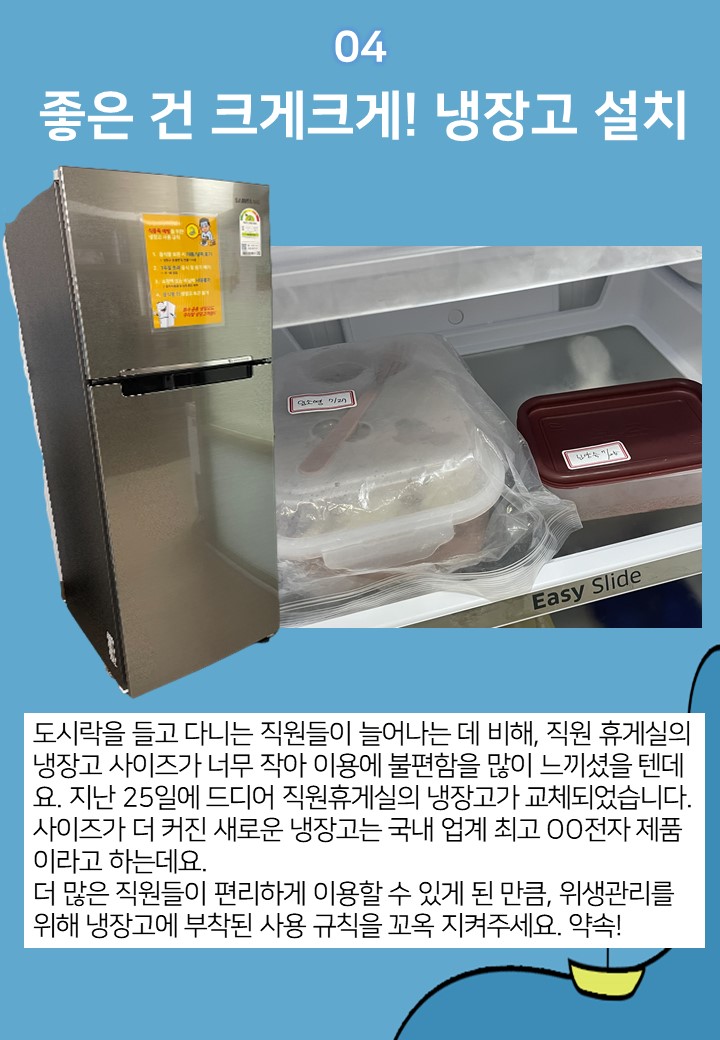 04
좋은 건 크게크게! 냉장고 설치
Easy Slide
도시락을 들고 다니는 직원들이 늘어나는 데 비해, 직원 휴게실의
냉장고 사이즈가 너무 작아 이용에 불편함을 많이 느끼셨을 텐데
요. 지난 25일에 드디어 직원휴게실의 냉장고가 교체되었습니다.
사이즈가 더 커진 새로운 냉장고는 국내 업계 최고 OO전자 제품
이라고 하는데요.
더 많은 직원들이 편리하게 이용할 수 있게 된 만큼, 위생관리를
위해 냉장고에 부착된 사용 규칙을 꼬옥 지켜주세요. 약속!